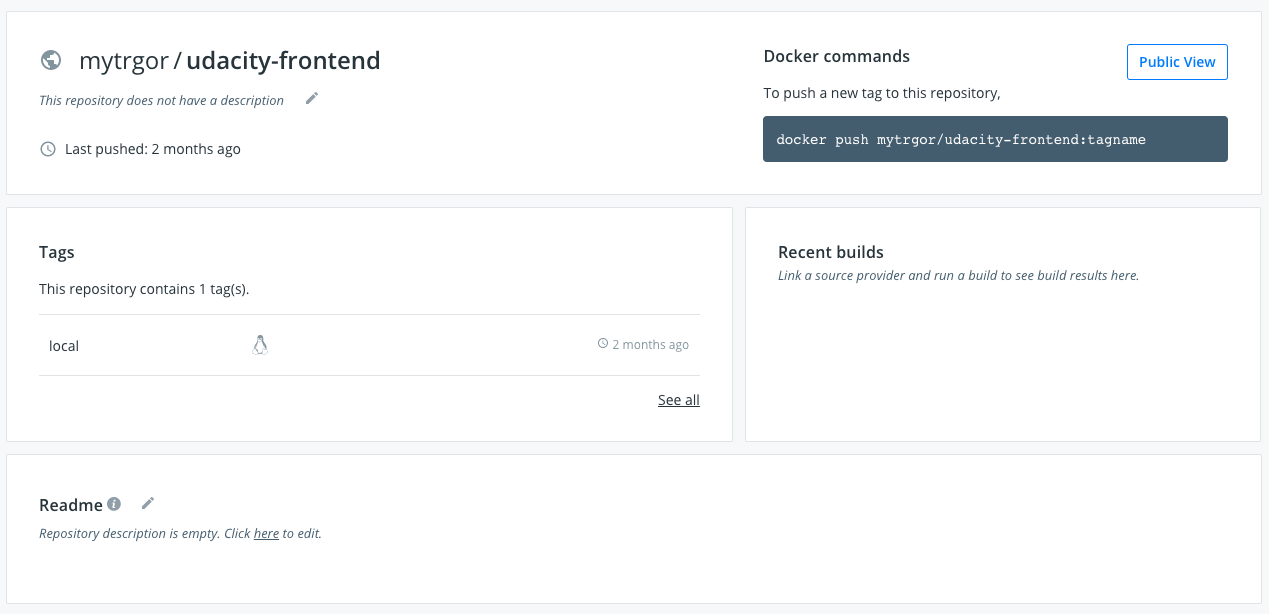 mytrgor / udacity-frontend
This repository does not have a description
Last pushed: 2 months ago
Docker commands
Public View
To push a new tag to this repository,
docker push mytrgor/udacity-frontend:tagname
Tags
This repository contains 1 tag(s).
local 2 months ago
See all
Recent builds
Link a source provider and run a build to see build results here.
Readme
Repository description is empty. Click here to edit.